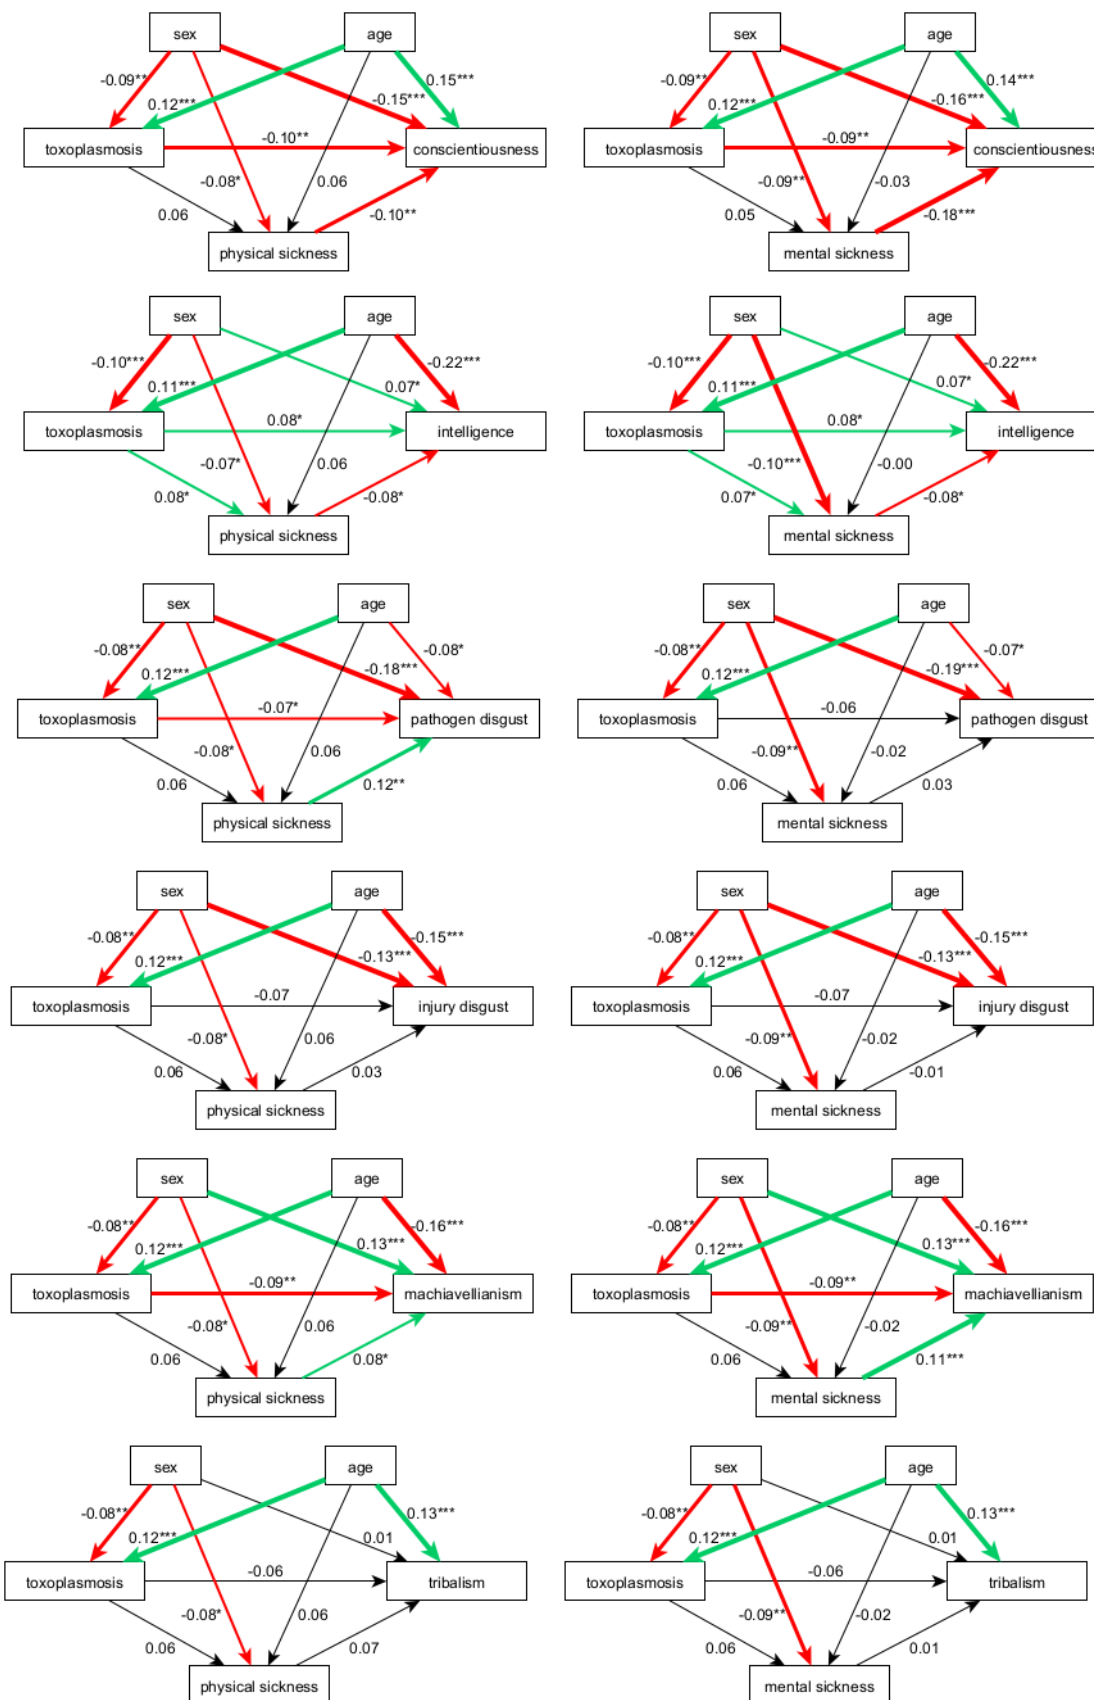 sex age sex age
-0.09** 0.15*** -0.09** 0.14***
0.12*** -0.15*** 0.12*** -0.16***
toxoplasmosis -0.10** conscientiousness toxoplasmosis -0.09** conscientiousness
-0.08* 0.06 -0.09** -0.03
0.06 -0.10** 0.05 -0.18***
physical sickness mental sickness
sex age sex age
-0.10*** -0.22*** -0.10*** -0.22***
0.11*** 0.07* 0.11*** 0.07*
toxoplasmosis 0.08* intelligence toxoplasmosis 0.08* intelligence
-0.07* 0.06 -0.10*** -0.00
0.08* -0.08* 0.07* -0.08*
physical sickness mental sickness
sex age sex age
-0.08** -0.08* -0.08** -0.07*
0.12*** -0.18*** 0.12*** -0.19***
toxoplasmosis -0.07* pathogen disgust toxoplasmosis -0.06 pathogen disgust
-0.08* 0.06 -0.09** -0.02
0.06 0.12** 0.06 0.03
physical sickness mental sickness
sex age sex age
-0.08** -0.15*** -0.08** -0.15***
0.12*** -0.13*** 0.12*** -0.13***
toxoplasmosis -0.07 injury disgust toxoplasmosis -0.07 injury disgust
-0.08* 0.06 -0.09** -0.02
0.06 0.03 0.06 -0.01
physical sickness mental sickness
sex age sex age
-0.08** -0.16*** -0.08** -0.16***
0.12*** 0.13*** 0.12*** 0.13***
toxoplasmosis -0.09** machiavellianism toxoplasmosis -0.09** machiavellianism
-0.08* 0.06 -0.09** -0.02
0.06 0.08* 0.06 0.11***
physical sickness mental sickness
sex age sex age
-0.08** 0.13*** -0.08** 0.13***
0.12*** 0.01 0.12*** 0.01
toxoplasmosis -0.06 tribalism toxoplasmosis -0.06 tribalism
-0.08* 0.06 -0.09** -0.02
0.06 0.07 0.06 0.01
physical sickness mental sickness